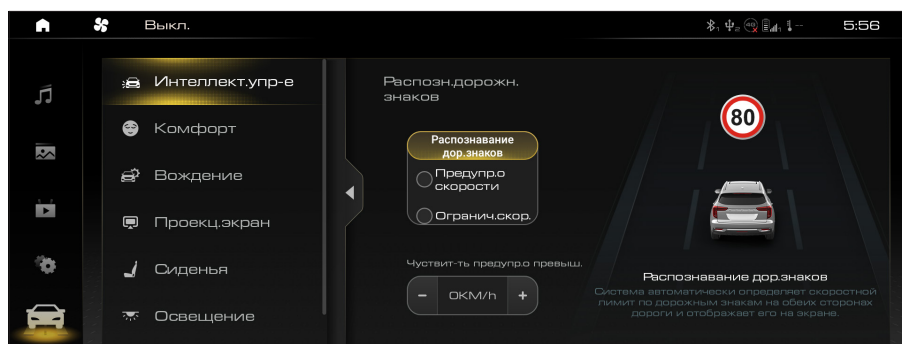 Выкл.
5:56
Интеллект.упр-е
Комфорт
Вождение
Проекц.экран
Сиденья
Освещение
Распозн.дорожн.
знаков
Распознавание
дор.знаков
Предупр.о
скорости
Огранич.скор.
Чуствит-ть предупр.о превыш.
- 0KM/h +
80
Распознавание дор.знаков
Система автоматически определяет скоростной
лимит по дорожным знакам на обеих сторонах
дороги и отображает его на экране.